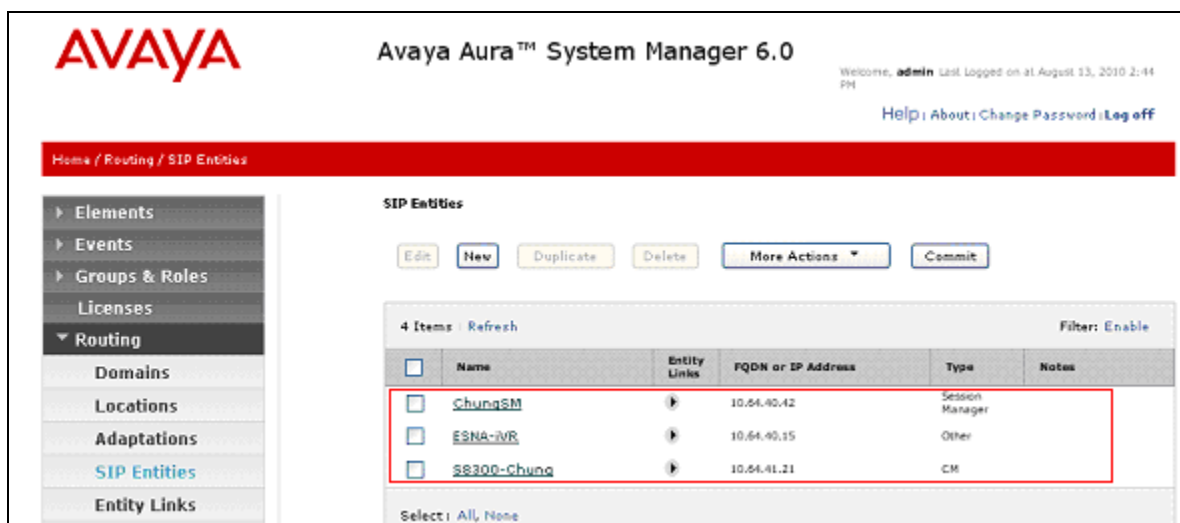 AVAYA
Avaya Aura™ System Manager 6.0
Welcome, admin Last Logged on at August 13, 2010 2:44 PM
Help | About | Change Password | Log off
Home / Routing / SIP Entities
Elements
Events
Groups & Roles
Licenses
Routing
Domains
Locations
Adaptations
SIP Entities
Entity Links
SIP Entities
Edit New Duplicate Delete More Actions Commit
4 Items | Refresh Filter: Enable
Name Entity Links FQDN or IP Address Type Notes
ChungSM 10.64.40.42 Session Manager
ESNA-iVR 10.64.40.15 Other
S8300-Chung 10.64.41.21 CM
Select : All, None